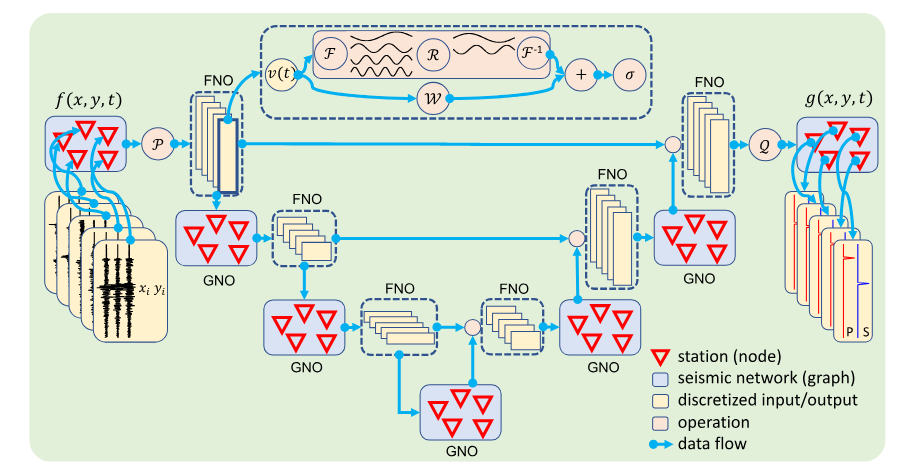 f(x, y, t)
𝒫
FNO
v(t)
ℱ
ℛ
ℱ⁻¹
𝒲
+
σ
FNO
𝒬
g(x, y, t)
GNO
FNO
FNO
GNO
x_i y_i
GNO
FNO
FNO
GNO
GNO
P S
station (node)
seismic network (graph)
discretized input/output
operation
data flow